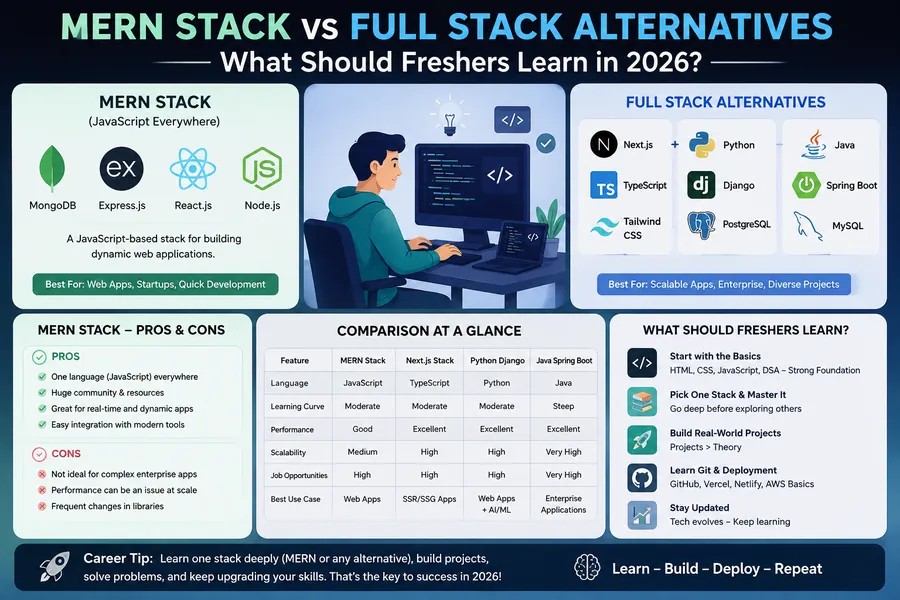 MERN STACK vs FULL STACK ALTERNATIVES
What Should Freshers Learn in 2026?
MERN STACK
(JavaScript Everywhere)
ex
JS
MongoDB
Express.js
React.js
Node.js
A JavaScript-based stack for building
dynamic web applications.
Best For: Web Apps, Startups, Quick Development
</>
</>
</>
FULL STACK ALTERNATIVES
N
Next.js
+
Python
Java
TS
TypeScript
dj
Django
Spring Boot
Tailwind
CSS
PostgreSQL
MySQL
Best For: Scalable Apps, Enterprise, Diverse Projects
MERN STACK – PROS & CONS
PROS
One language (JavaScript) everywhere
Huge community & resources
Great for real-time and dynamic apps
Easy integration with modern tools
CONS
Not ideal for complex enterprise apps
Performance can be an issue at scale
Frequent changes in libraries
COMPARISON AT A GLANCE
Feature MERN Stack Next.js Stack Python Django Java Spring Boot
Language JavaScript TypeScript Python Java
Learning Curve Moderate Moderate Moderate Steep
Performance Good Excellent Excellent Excellent
Scalability Medium High High Very High
Job Opportunities High High High Very High
Best Use Case Web Apps SSR/SSG Apps Web Apps Enterprise
+ AI/ML Applications
WHAT SHOULD FRESHERS LEARN?
</>
Start with the Basics
HTML, CSS, JavaScript, DSA – Strong Foundation
Pick One Stack & Master It
Go deep before exploring others
Build Real-World Projects
Projects > Theory
Learn Git & Deployment
GitHub, Vercel, Netlify, AWS Basics
Stay Updated
Tech evolves – Keep learning
Career Tip: Learn one stack deeply (MERN or any alternative), build projects,
solve problems, and keep upgrading your skills. That's the key to success in 2026!
Learn – Build – Deploy – Repeat